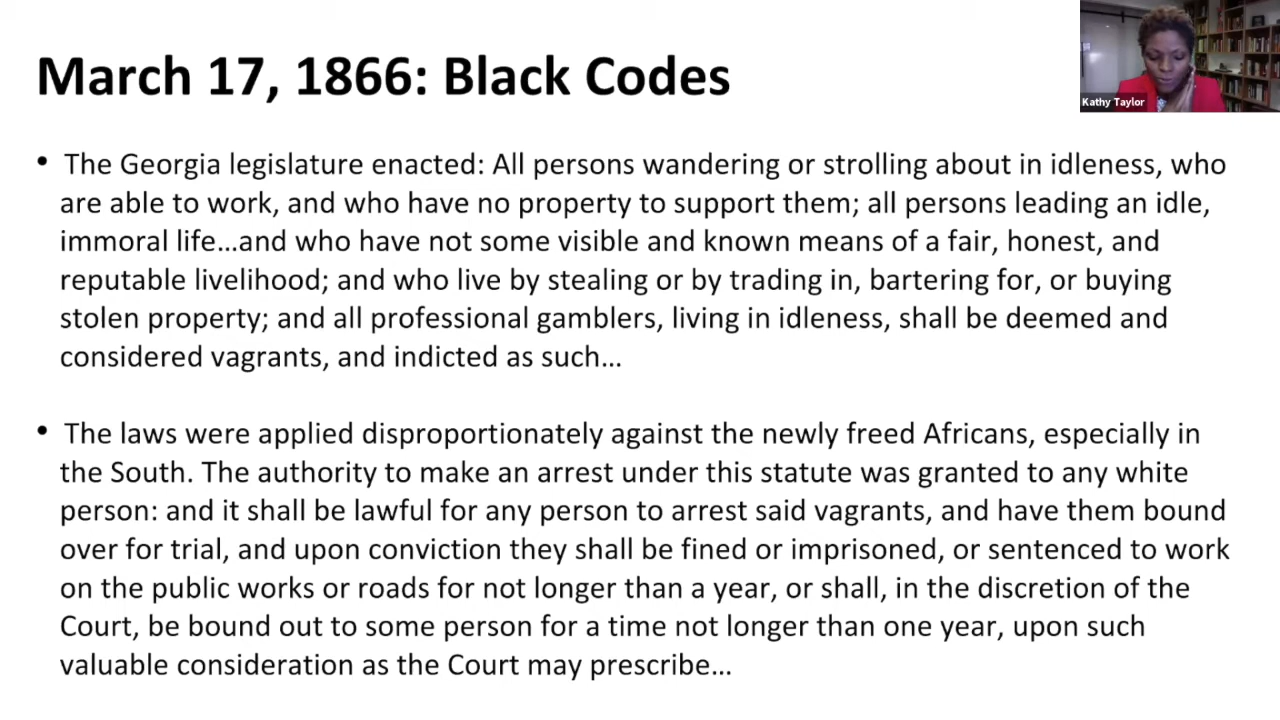 March 17, 1866: Black Codes
Kathy Taylor
• The Georgia legislature enacted: All persons wandering or strolling about in idleness, who
are able to work, and who have no property to support them; all persons leading an idle,
immoral life…and who have not some visible and known means of a fair, honest, and
reputable livelihood; and who live by stealing or by trading in, bartering for, or buying
stolen property; and all professional gamblers, living in idleness, shall be deemed and
considered vagrants, and indicted as such…
• The laws were applied disproportionately against the newly freed Africans, especially in
the South. The authority to make an arrest under this statute was granted to any white
person: and it shall be lawful for any person to arrest said vagrants, and have them bound
over for trial, and upon conviction they shall be fined or imprisoned, or sentenced to work
on the public works or roads for not longer than a year, or shall, in the discretion of the
Court, be bound out to some person for a time not longer than one year, upon such
valuable consideration as the Court may prescribe…